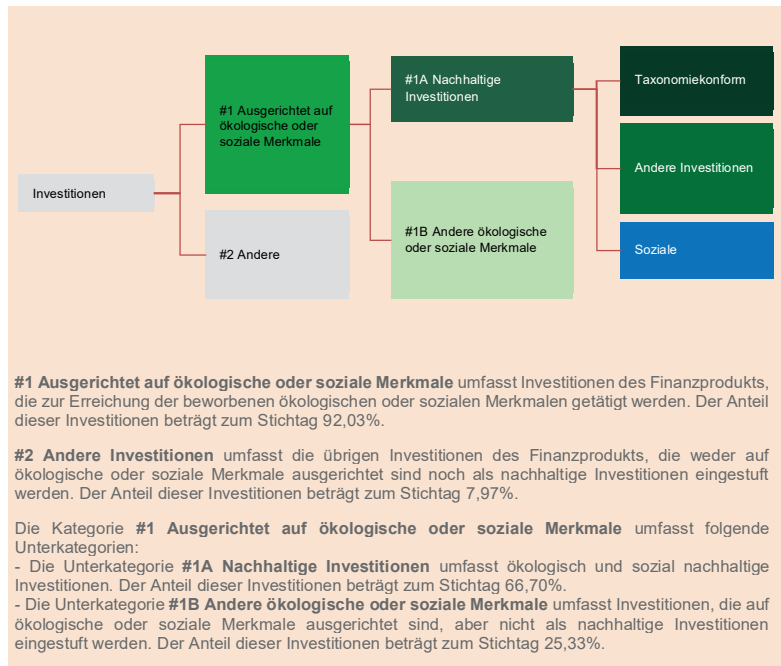 Investitionen
#1 Ausgerichtet auf
ökologische oder
soziale Merkmale
#2 Andere
#1A Nachhaltige
Investitionen
#1B Andere ökologische
oder soziale Merkmale
Taxonomiekonform
Andere Investitionen
Soziale
#1 Ausgerichtet auf ökologische oder soziale Merkmale umfasst Investitionen des Finanzprodukts,
die zur Erreichung der beworbenen ökologischen oder sozialen Merkmalen getätigt werden. Der Anteil
dieser Investitionen beträgt zum Stichtag 92,03%.
#2 Andere Investitionen umfasst die übrigen Investitionen des Finanzprodukts, die weder auf
ökologische oder soziale Merkmale ausgerichtet sind noch als nachhaltige Investitionen eingestuft
werden. Der Anteil dieser Investitionen beträgt zum Stichtag 7,97%.
Die Kategorie #1 Ausgerichtet auf ökologische oder soziale Merkmale umfasst folgende
Unterkategorien:
- Die Unterkategorie #1A Nachhaltige Investitionen umfasst ökologisch und sozial nachhaltige
Investitionen. Der Anteil dieser Investitionen beträgt zum Stichtag 66,70%.
- Die Unterkategorie #1B Andere ökologische oder soziale Merkmale umfasst Investitionen, die auf
ökologische oder soziale Merkmale ausgerichtet sind, aber nicht als nachhaltige Investitionen
eingestuft werden. Der Anteil dieser Investitionen beträgt zum Stichtag 25,33%.